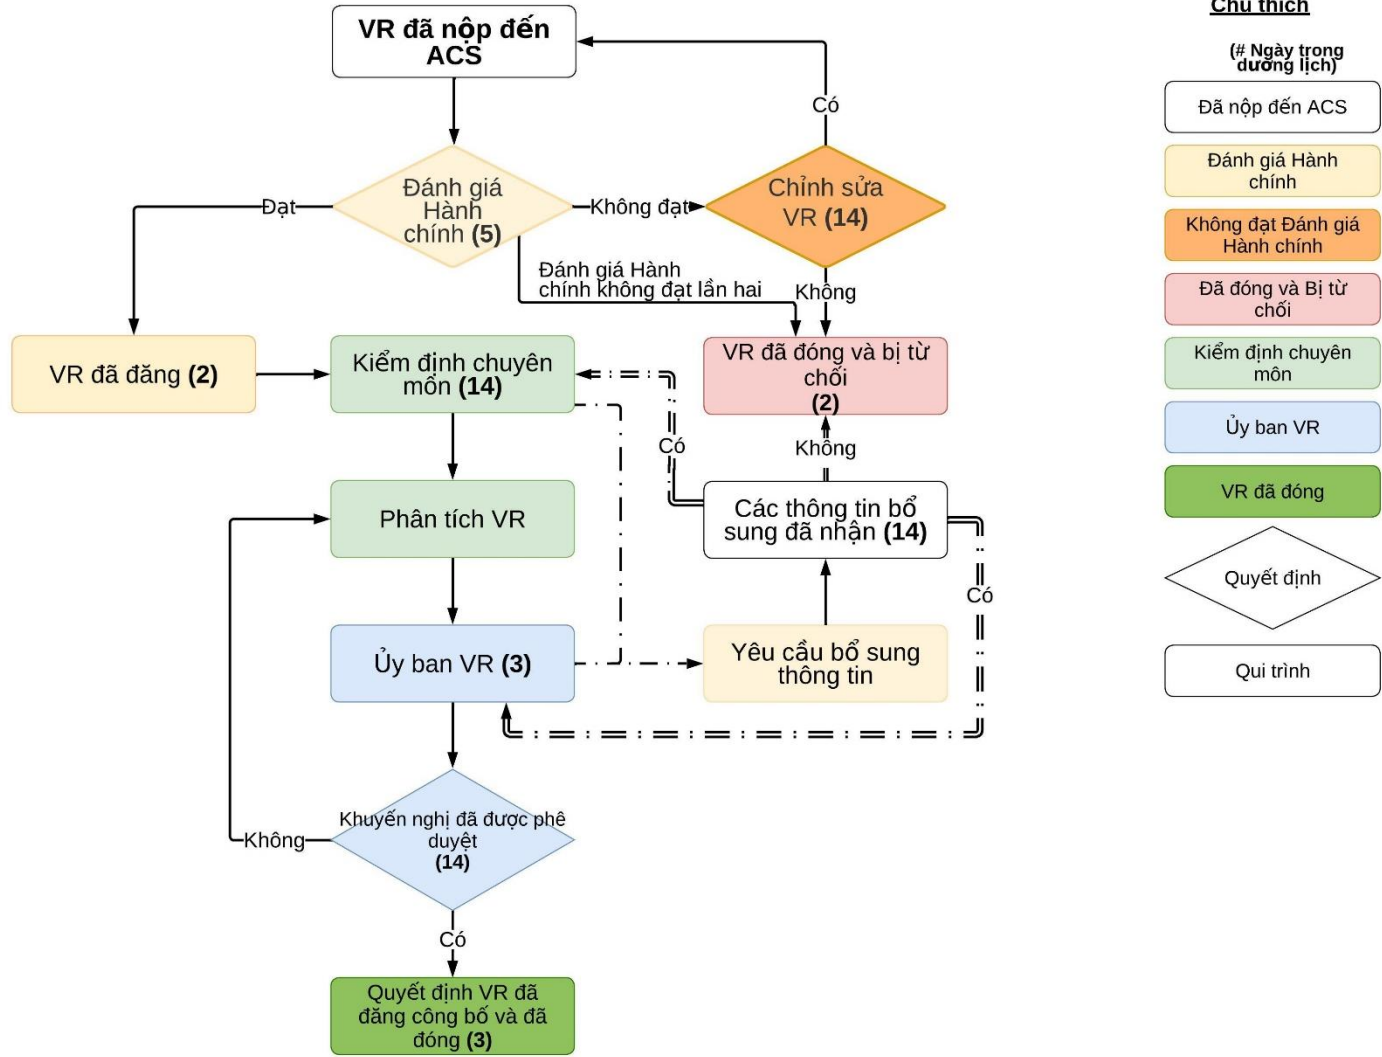 VR đã nộp đến
ACS
Có
Đánh giá
Hành
chính (5)
Đạt
Không đạt
Chỉnh sửa
VR (14)
Đánh giá Hành
chính không đạt lần hai
Không
VR đã đăng (2)
Kiểm định chuyên
môn (14)
VR đã đóng và bị từ
chối
(2)
Có
Không
Phân tích VR
Các thông tin bổ
sung đã nhận (14)
Có
Ủy ban VR (3)
Yêu cầu bổ sung
thông tin
Khuyến nghị đã được phê
duyệt
(14)
Không
Có
Quyết định VR đã
đăng công bố và đã
đóng (3)
Chú thích
(# Ngày trong
dương lịch)
Đã nộp đến ACS
Đánh giá Hành
chính
Không đạt Đánh giá
Hành chính
Đã đóng và Bị từ
chối
Kiểm định chuyên
môn
Ủy ban VR
VR đã đóng
Quyết định
Qui trình